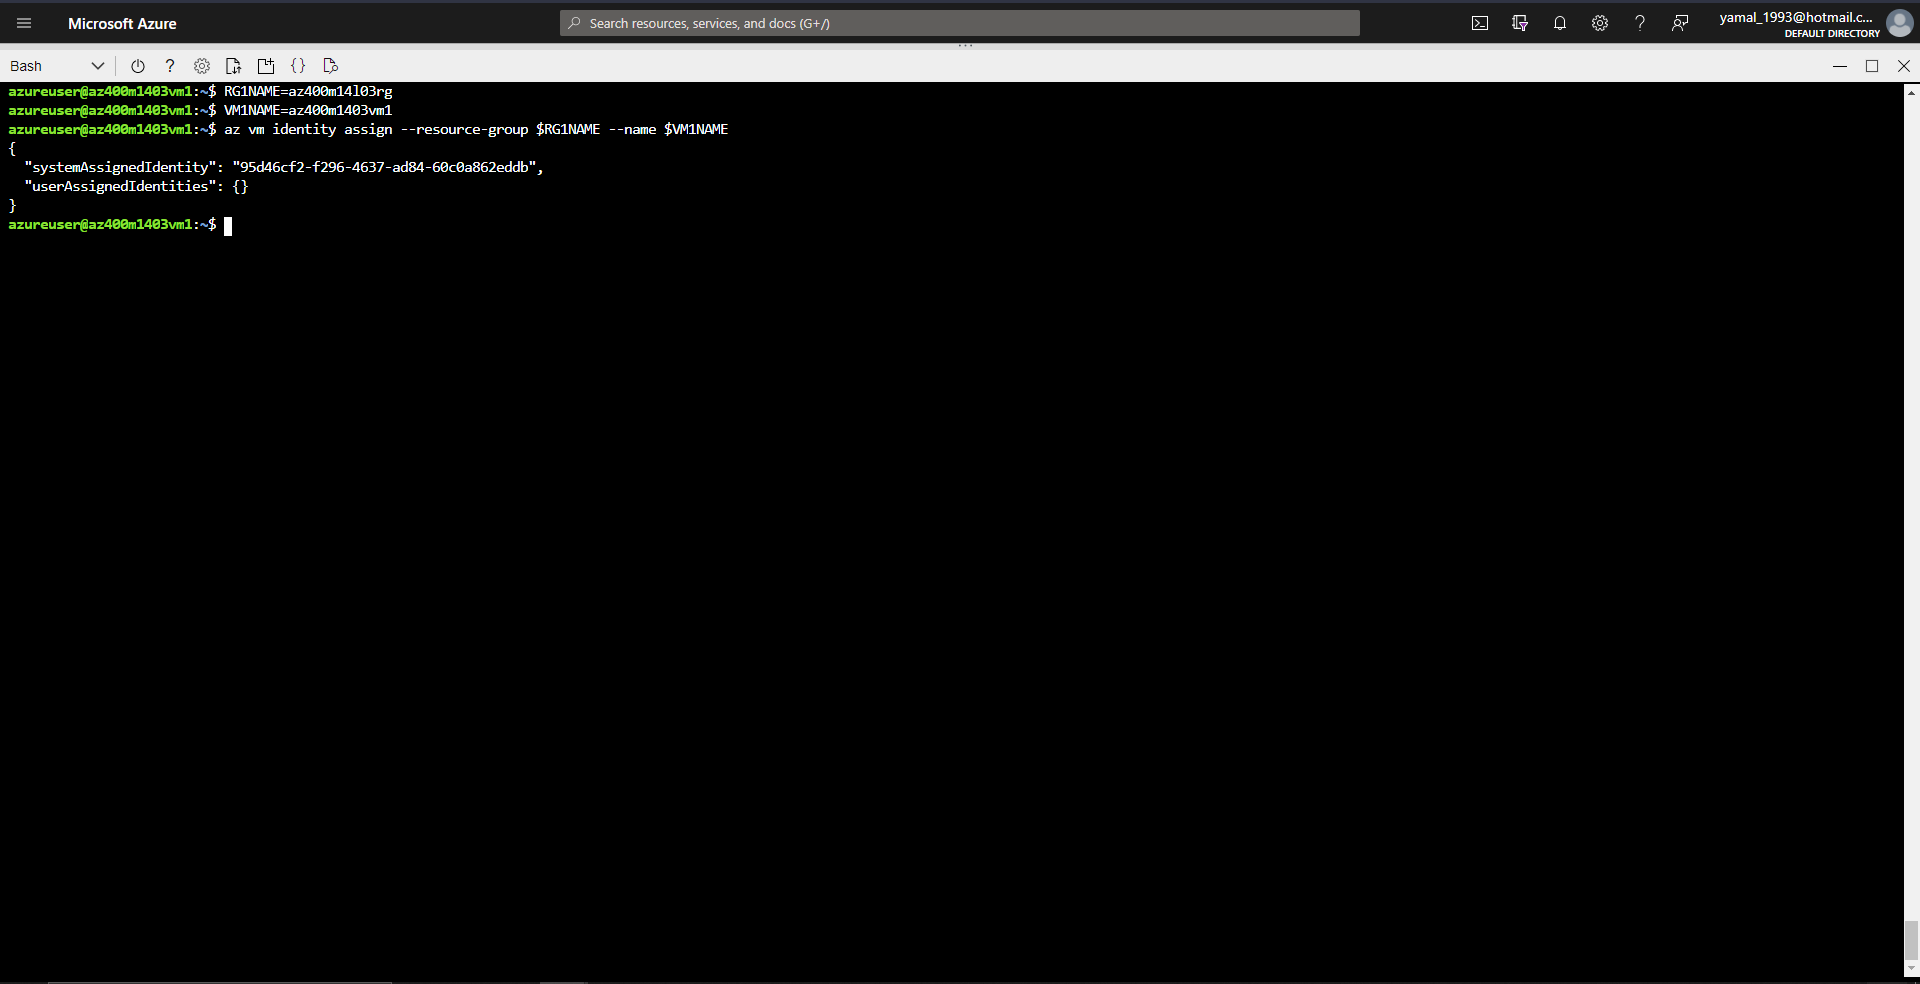 Microsoft Azure
Search resources, services, and docs (G+/)
yamal_1993@hotmail.c...
DEFAULT DIRECTORY
Bash
azureuser@az400m1403vm1:~$ RG1NAME=az400m14l03rg
azureuser@az400m1403vm1:~$ VM1NAME=az400m1403vm1
azureuser@az400m1403vm1:~$ az vm identity assign --resource-group $RG1NAME --name $VM1NAME
{
  "systemAssignedIdentity": "95d46cf2-f296-4637-ad84-60c0a862eddb",
  "userAssignedIdentities": {}
}
azureuser@az400m1403vm1:~$